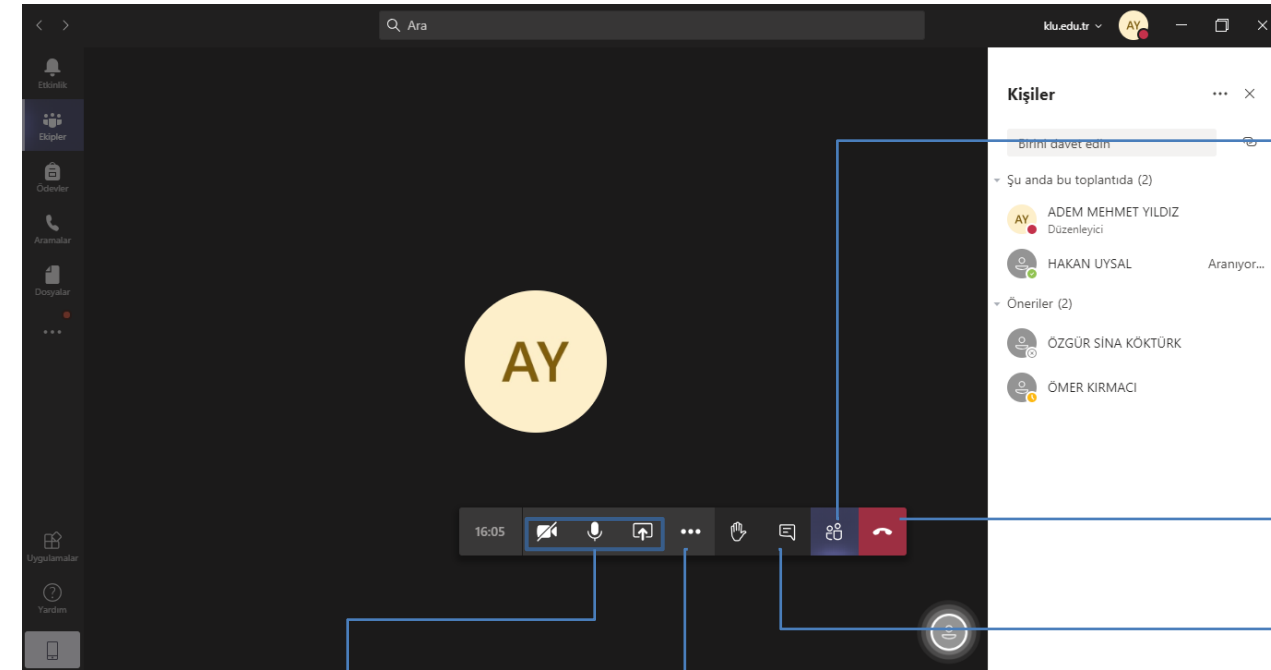 Ara
klu.edu.tr
AY
Etkinlik
Ekipler
Ödevler
Aramalar
Dosyalar
Uygulamalar
Yardım
AY
16:05
Kişiler
Birini davet edin
Şu anda bu toplantıda (2)
AY
ADEM MEHMET YILDIZ
Düzenleyici
HAKAN UYSAL
Aranıyor...
Öneriler (2)
ÖZGÜR SİNA KÖKTÜRK
ÖMER KIRMACI